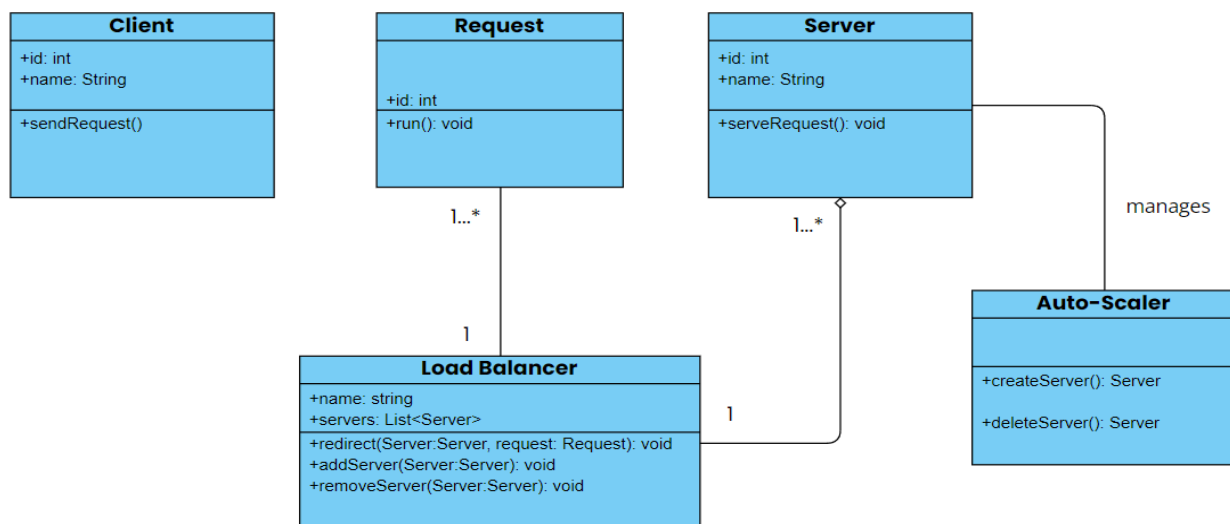 Client
+id: int
+name: String
+sendRequest()
Request
+id: int
+run(): void
Server
+id: int
+name: String
+serveRequest(): void
1...*
1...*
manages
1
1
Load Balancer
+name: string
+servers: List<Server>
+redirect(Server:Server, request: Request): void
+addServer(Server:Server): void
+removeServer(Server:Server): void
Auto-Scaler
+createServer(): Server
+deleteServer(): Server